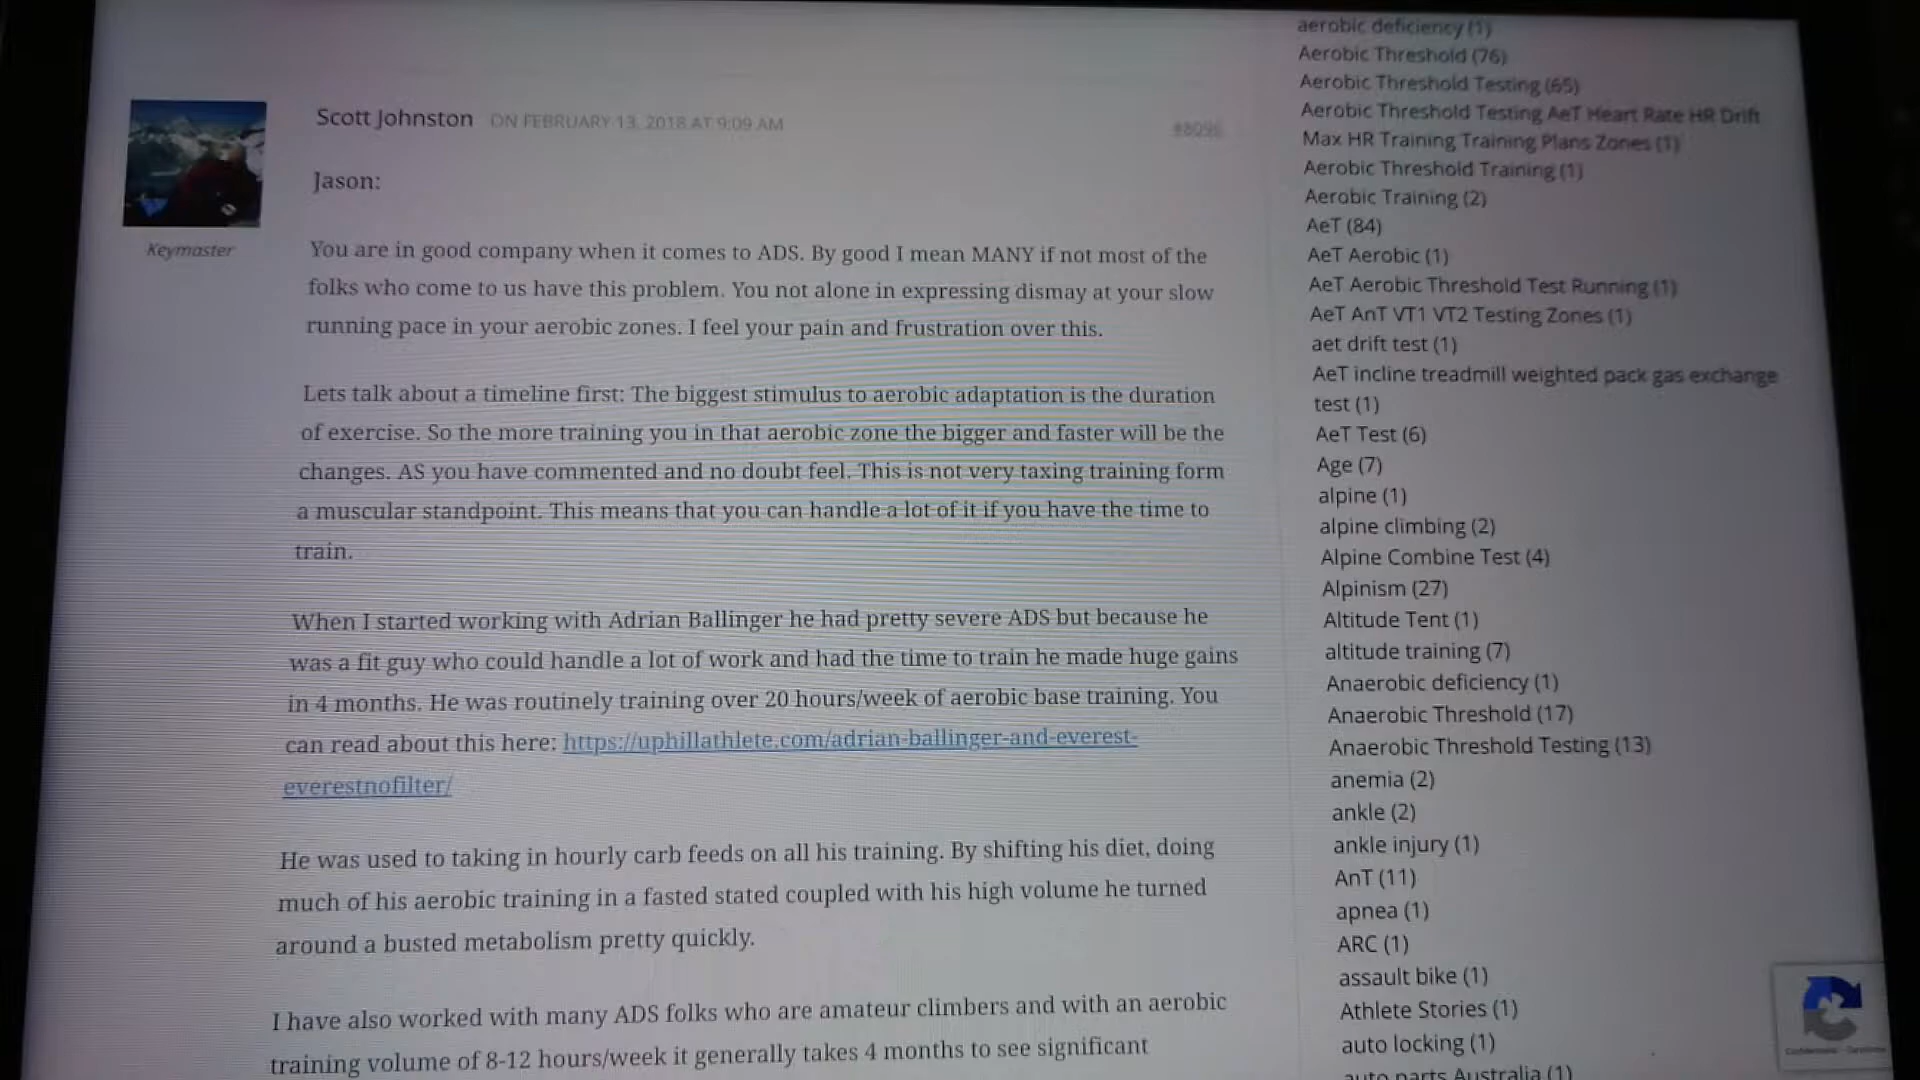 Scott Johnston ON FEBRUARY 13, 2018 AT 9:09 AM
#8096
Keymaster
Jason:
You are in good company when it comes to ADS. By good I mean MANY if not most of the
folks who come to us have this problem. You not alone in expressing dismay at your slow
running pace in your aerobic zones. I feel your pain and frustration over this.
Lets talk about a timeline first: The biggest stimulus to aerobic adaptation is the duration
of exercise. So the more training you in that aerobic zone the bigger and faster will be the
changes. AS you have commented and no doubt feel. This is not very taxing training form
a muscular standpoint. This means that you can handle a lot of it if you have the time to
train.
When I started working with Adrian Ballinger he had pretty severe ADS but because he
was a fit guy who could handle a lot of work and had the time to train he made huge gains
in 4 months. He was routinely training over 20 hours/week of aerobic base training. You
can read about this here: https://uphillathlete.com/adrian-ballinger-and-everest-
everestnofilter/
He was used to taking in hourly carb feeds on all his training. By shifting his diet, doing
much of his aerobic training in a fasted stated coupled with his high volume he turned
around a busted metabolism pretty quickly.
I have also worked with many ADS folks who are amateur climbers and with an aerobic
training volume of 8-12 hours/week it generally takes 4 months to see significant
aerobic deficiency (1)
Aerobic Threshold (76)
Aerobic Threshold Testing (65)
Aerobic Threshold Testing AeT Heart Rate HR Drift
Max HR Training Training Plans Zones (1)
Aerobic Threshold Training (1)
Aerobic Training (2)
AeT (84)
AeT Aerobic (1)
AeT Aerobic Threshold Test Running (1)
AeT AnT VT1 VT2 Testing Zones (1)
aet drift test (1)
AeT incline treadmill weighted pack gas exchange
test (1)
AeT Test (6)
Age (7)
alpine (1)
alpine climbing (2)
Alpine Combine Test (4)
Alpinism (27)
Altitude Tent (1)
altitude training (7)
Anaerobic deficiency (1)
Anaerobic Threshold (17)
Anaerobic Threshold Testing (13)
anemia (2)
ankle (2)
ankle injury (1)
AnT (11)
apnea (1)
ARC (1)
assault bike (1)
Athlete Stories (1)
auto locking (1)
auto parts Australia (1)